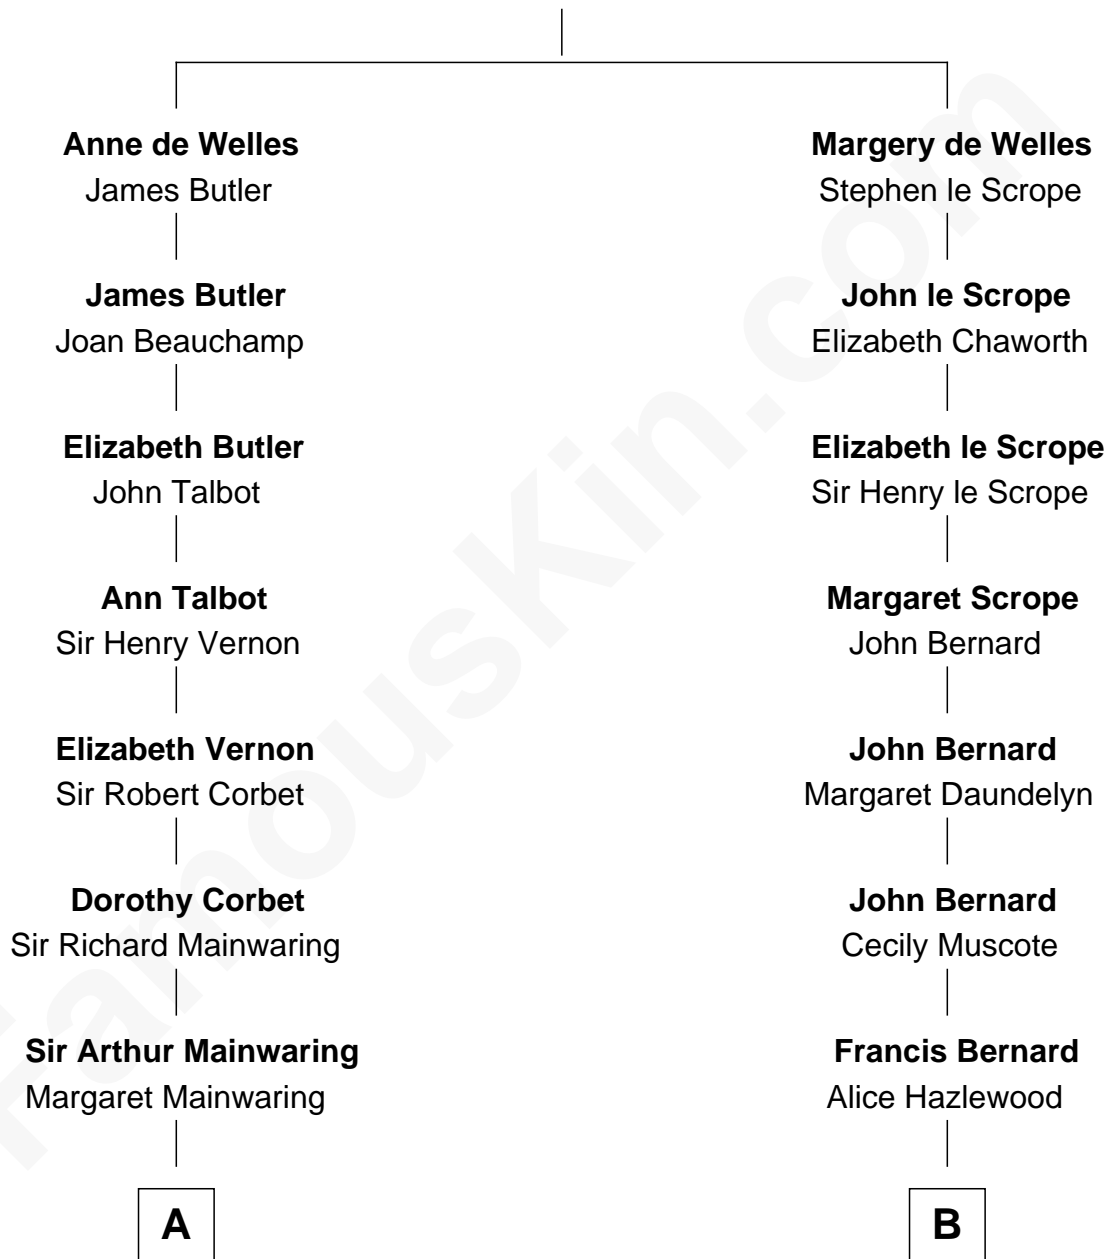 Anne de Welles
James Butler
James Butler
Joan Beauchamp
Elizabeth Butler
John Talbot
Ann Talbot
Sir Henry Vernon
Elizabeth Vernon
Sir Robert Corbet
Dorothy Corbet
Sir Richard Mainwaring
Sir Arthur Mainwaring
Margaret Mainwaring
A
Margery de Welles
Stephen le Scrope
John le Scrope
Elizabeth Chaworth
Elizabeth le Scrope
Sir Henry le Scrope
Margaret Scrope
John Bernard
John Bernard
Margaret Daundelyn
John Bernard
Cecily Muscote
Francis Bernard
Alice Hazlewood
B
FamousKin.com